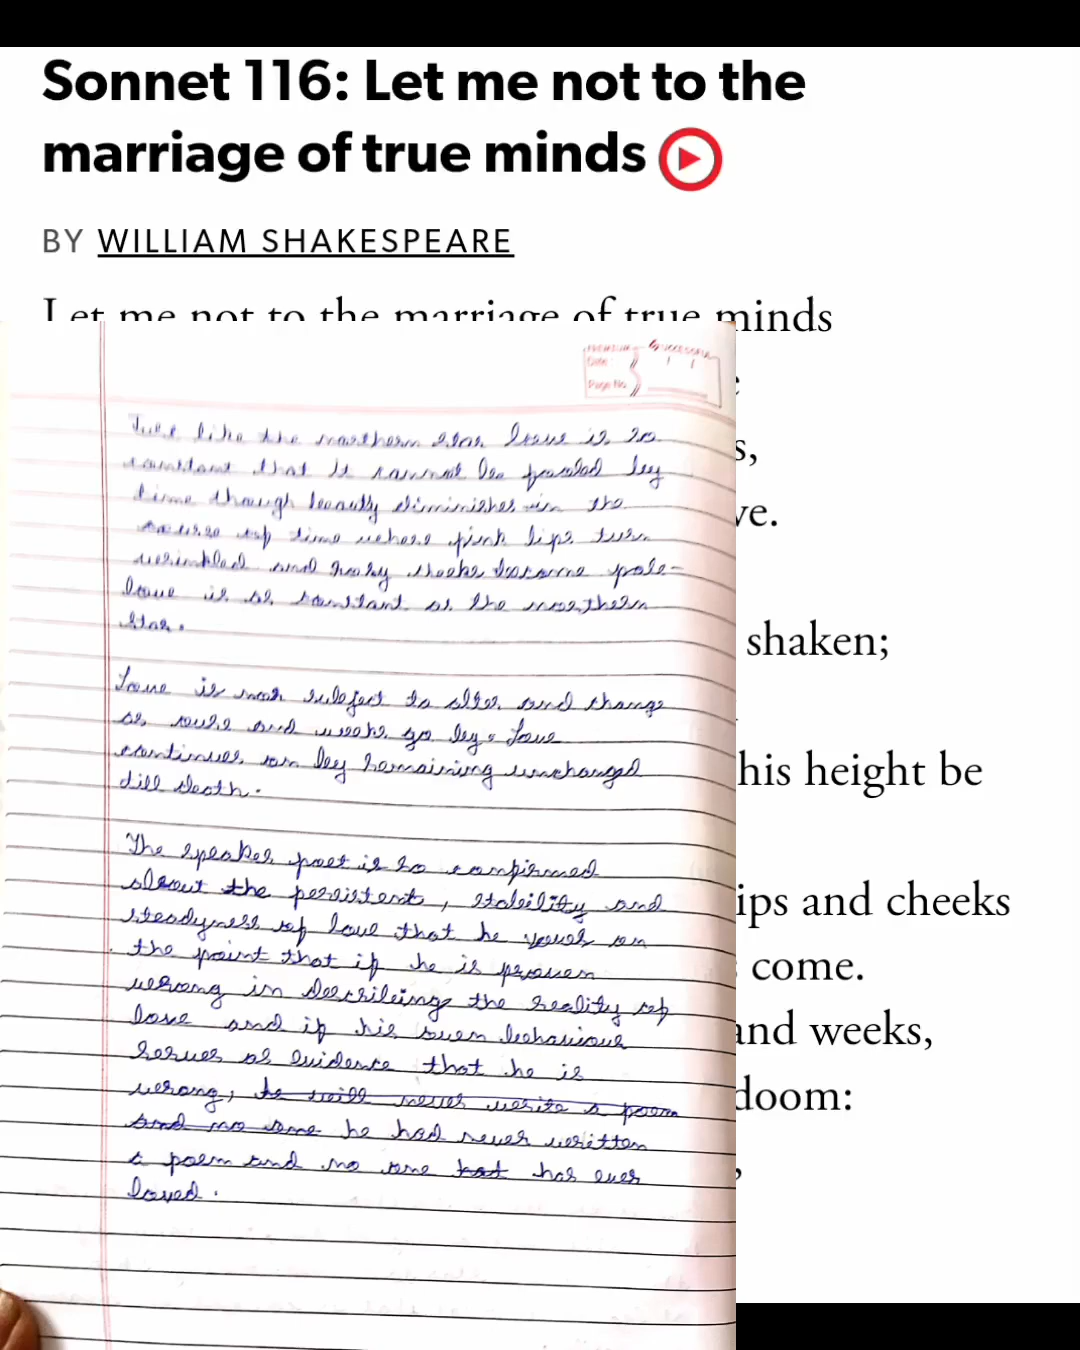 Sonnet 116: Let me not to the
marriage of true minds
BY WILLIAM SHAKESPEARE
Let me not to the marriage of true minds
s,
ve.
shaken;
his height be
ips and cheeks
come.
and weeks,
doom:
Date:
Page No.
Just like the northern star love is so
constant that it cannot be fooled by
time though beauty diminishes in the
course of time where pink lips turn
wrinkled and rosy cheeks become pale-
love is as constant as the northern
star.
Love is not subject to alter and change
as hours and weeks go by. Love
continues on by remaining unchanged
till death.
The speaker poet is so confirmed
about the persistent, stability and
steadyness of love that he goes on
the point that if he is proven
wrong in describing the reality of
love and if his own behaviour
serves as evidence that he is
wrong, he will never write a poem
and no one he had never written
a poem and no one has ever
loved.